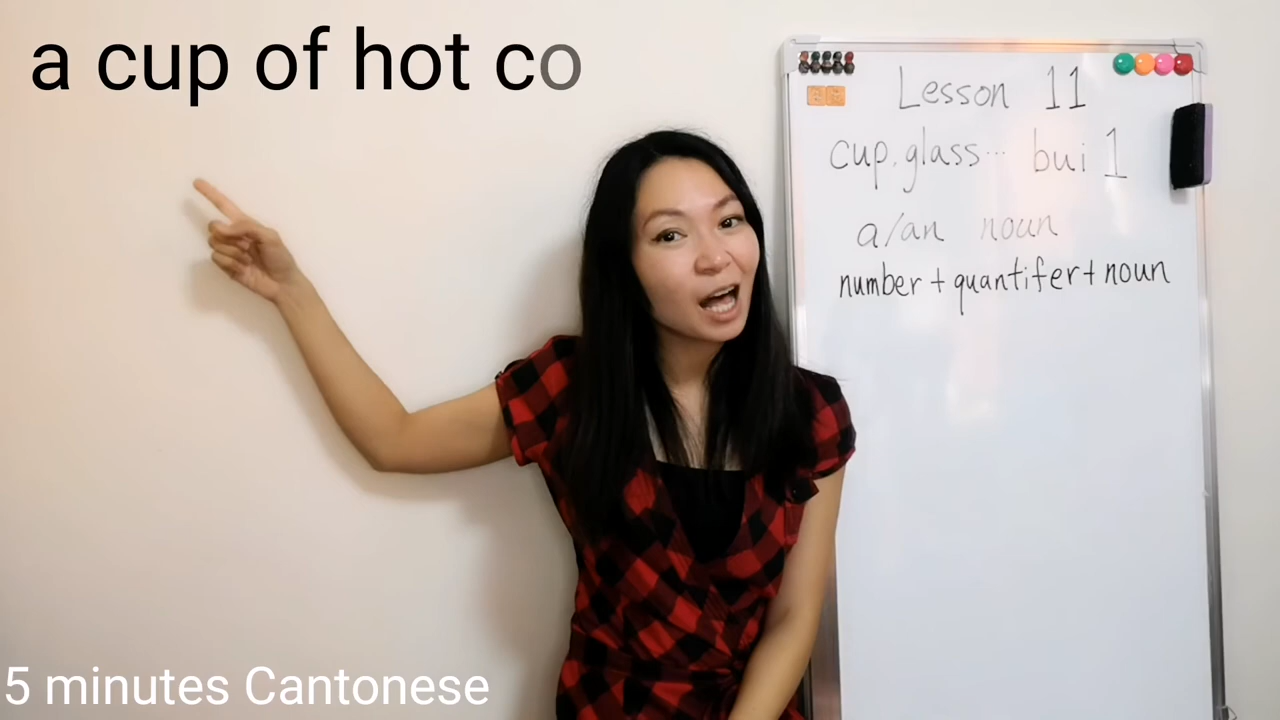 a cup of hot co
Lesson 11
cup, glass... bui 1
a/an noun
number + quantifer + noun
5 minutes Cantonese